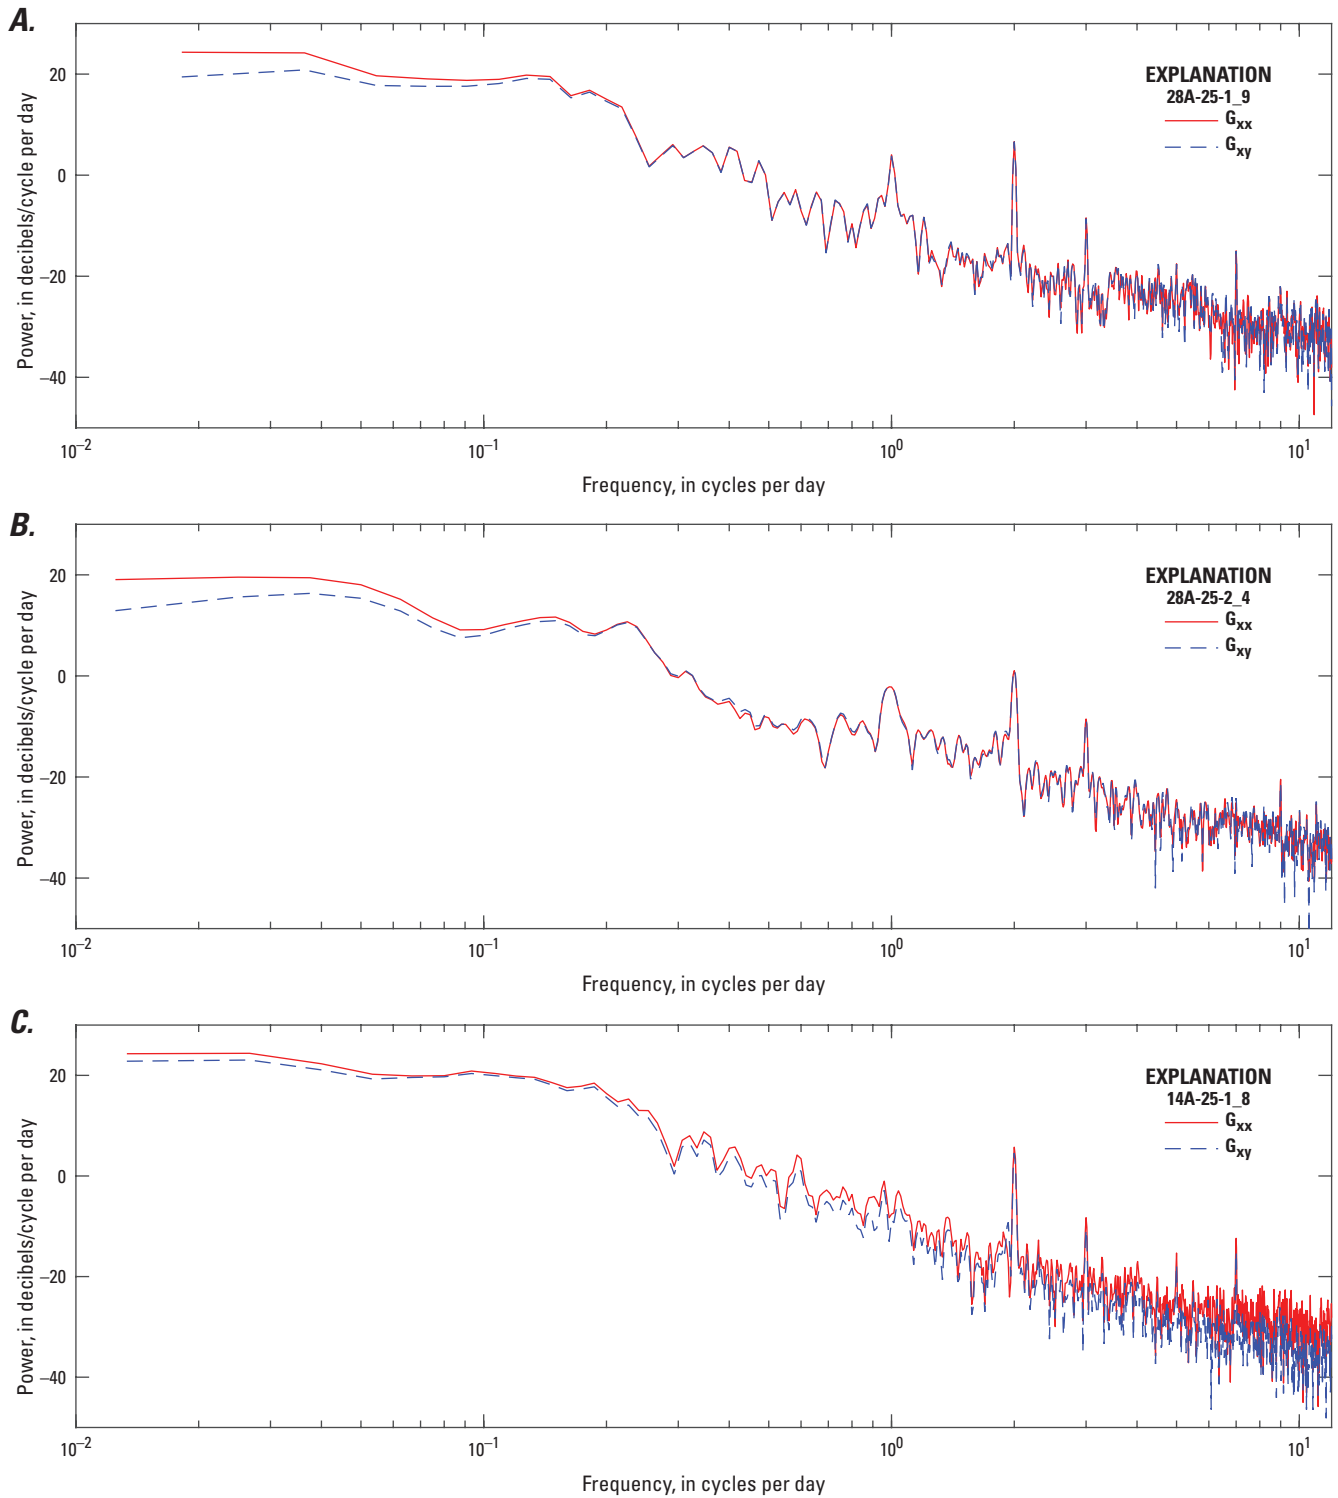 A.
Power, in decibels/cycle per day
20
0
−20
−40
EXPLANATION
28A-25-1_9
Gxx
Gxy
10−2
10−1
100
101
Frequency, in cycles per day
B.
Power, in decibels/cycle per day
20
0
−20
−40
EXPLANATION
28A-25-2_4
Gxx
Gxy
10−2
10−1
100
101
Frequency, in cycles per day
C.
Power, in decibels/cycle per day
20
0
−20
−40
EXPLANATION
14A-25-1_8
Gxx
Gxy
10−2
10−1
100
101
Frequency, in cycles per day